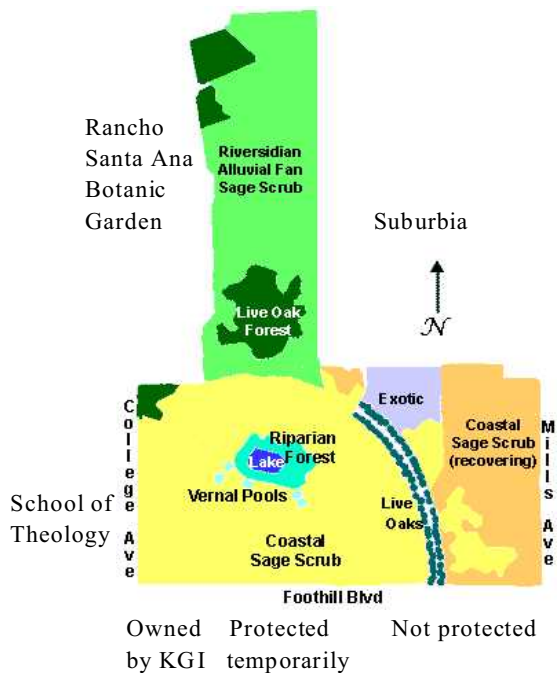 Rancho
Santa Ana
Botanic
Garden
Riversidian
Alluvial Fan
Sage Scrub
Suburbia
N
Live Oak
Forest
Exotic
College Ave
Coastal
Sage Scrub
(recovering)
Mills Ave
Riparian
Forest
Lake
Vernal Pools
Live
Oaks
School of
Theology
Coastal
Sage Scrub
Foothill Blvd
Owned Protected Not protected
by KGI temporarily